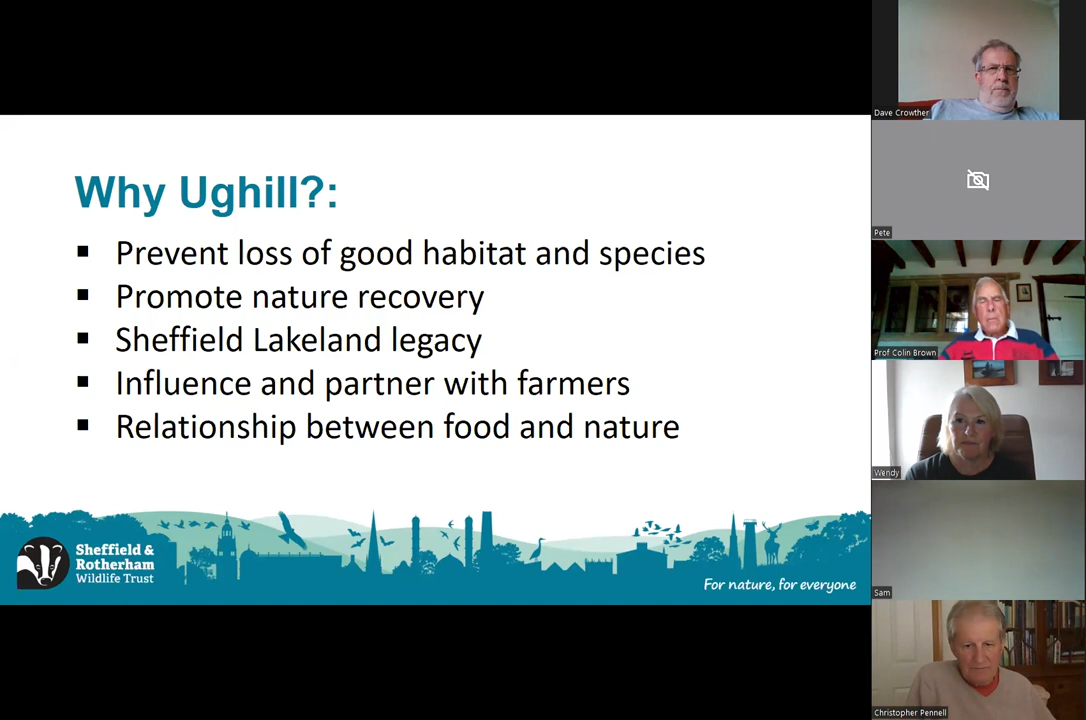 Why Ughill?:
▪ Prevent loss of good habitat and species
▪ Promote nature recovery
▪ Sheffield Lakeland legacy
▪ Influence and partner with farmers
▪ Relationship between food and nature
Sheffield &
Rotherham
Wildlife Trust
For nature, for everyone
Dave Crowther
Pete
Prof Colin Brown
Wendy
Sam
Christopher Pennell